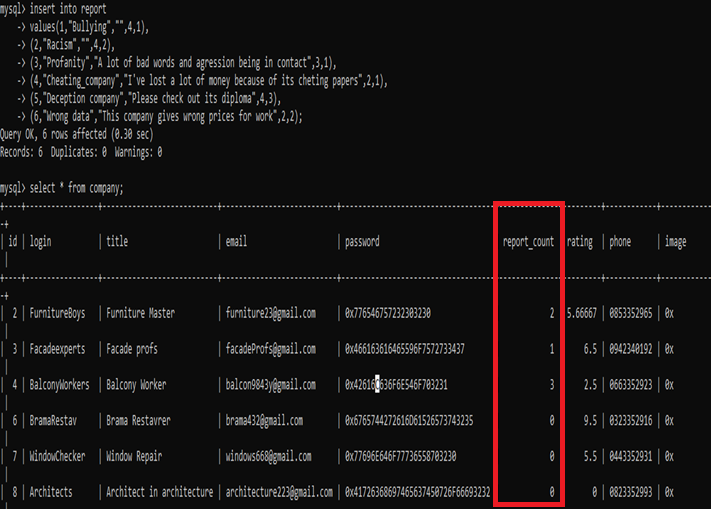 mysql> insert into report
-> values(1,"Bullying","",4,1),
-> (2,"Racism","",4,2),
-> (3,"Profanity","A lot of bad words and agression being in contact",3,1),
-> (4,"Cheating_company","I've lost a lot of money because of its cheting papers",2,1),
-> (5,"Deception company","Please check out its diploma",4,3),
-> (6,"Wrong data","This company gives wrong prices for work",2,2);
Query OK, 6 rows affected (0.30 sec)
Records: 6 Duplicates: 0 Warnings: 0
mysql> select * from company;
| id | login | title | email | password | report_count | rating | phone | image
| 2 | FurnitureBoys | Furniture Master | furniture23@gmail.com | 0x776546757232303230 | 2 | 5.66667 | 0853352965 | 0x
| 3 | Facadeexperts | Facade profs | facadeProfs@gmail.com | 0x466163616465596F7572733437 | 1 | 6.5 | 0942340192 | 0x
| 4 | BalconyWorkers | Balcony Worker | balcon9843y@gmail.com | 3 | 2.5 | 0663352923 | 0x
| 6 | BramaRestav | Brama Restavrer | brama432@gmail.com | 0x6765744272616D61526573743235 | 0 | 9.5 | 0323352916 | 0x
| 7 | WindowChecker | Window Repair | windows668@gmail.com | 0x77696E646F77736558703230 | 0 | 5.5 | 0443352931 | 0x
| 8 | Architects | Architect in architecture | architecture223@gmail.com | 0x41726368697465637450726F66693232 | 0 | 0 | 0823352993 | 0x